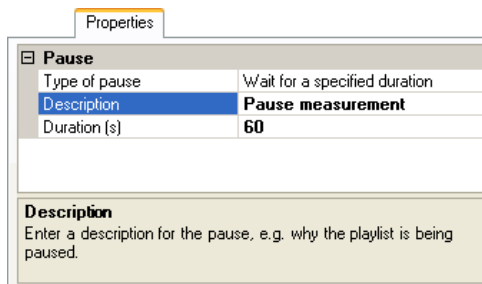 Properties
Pause
Type of pause Wait for a specified duration
Description Pause measurement
Duration (s) 60
Description
Enter a description for the pause, e.g. why the playlist is being
paused.